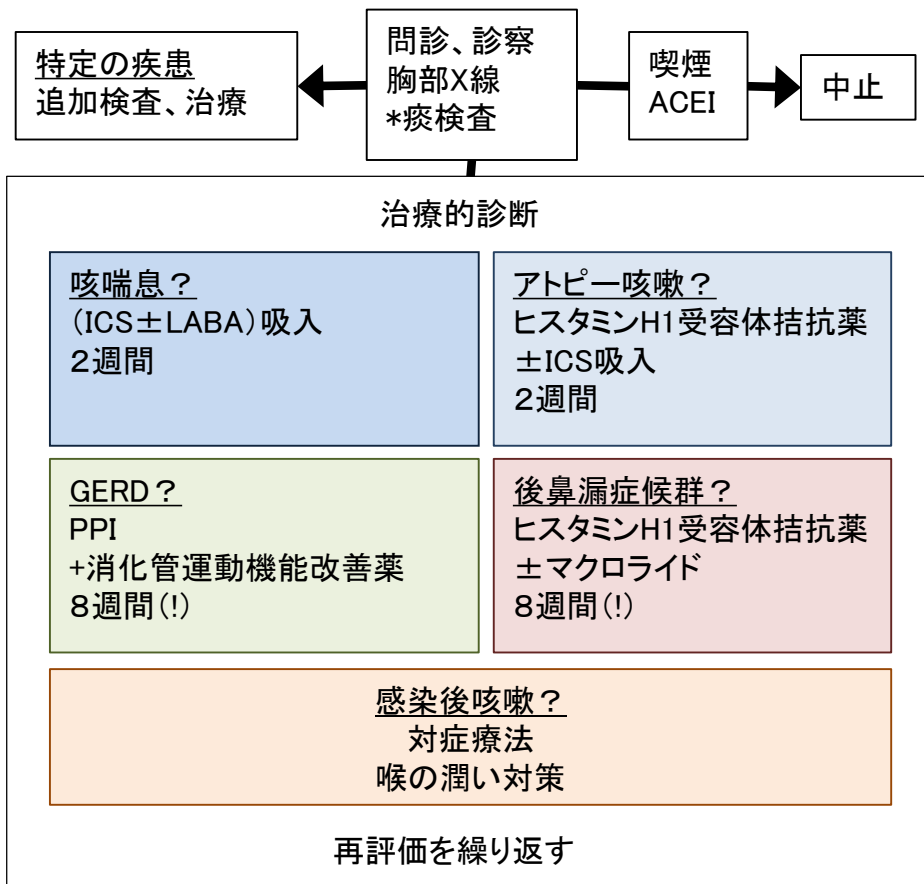 特定の疾患
追加検査、治療
問診、診察
胸部X線
*痰検査
喫煙
ACEI
中止
治療的診断
咳喘息？
(ICS±LABA)吸入
２週間
アトピー咳嗽？
ヒスタミンH1受容体拮抗薬
±ICS吸入
２週間
GERD？
PPI
+消化管運動機能改善薬
８週間(!)
後鼻漏症候群？
ヒスタミンH1受容体拮抗薬
±マクロライド
８週間(!)
感染後咳嗽？
対症療法
喉の潤い対策
再評価を繰り返す